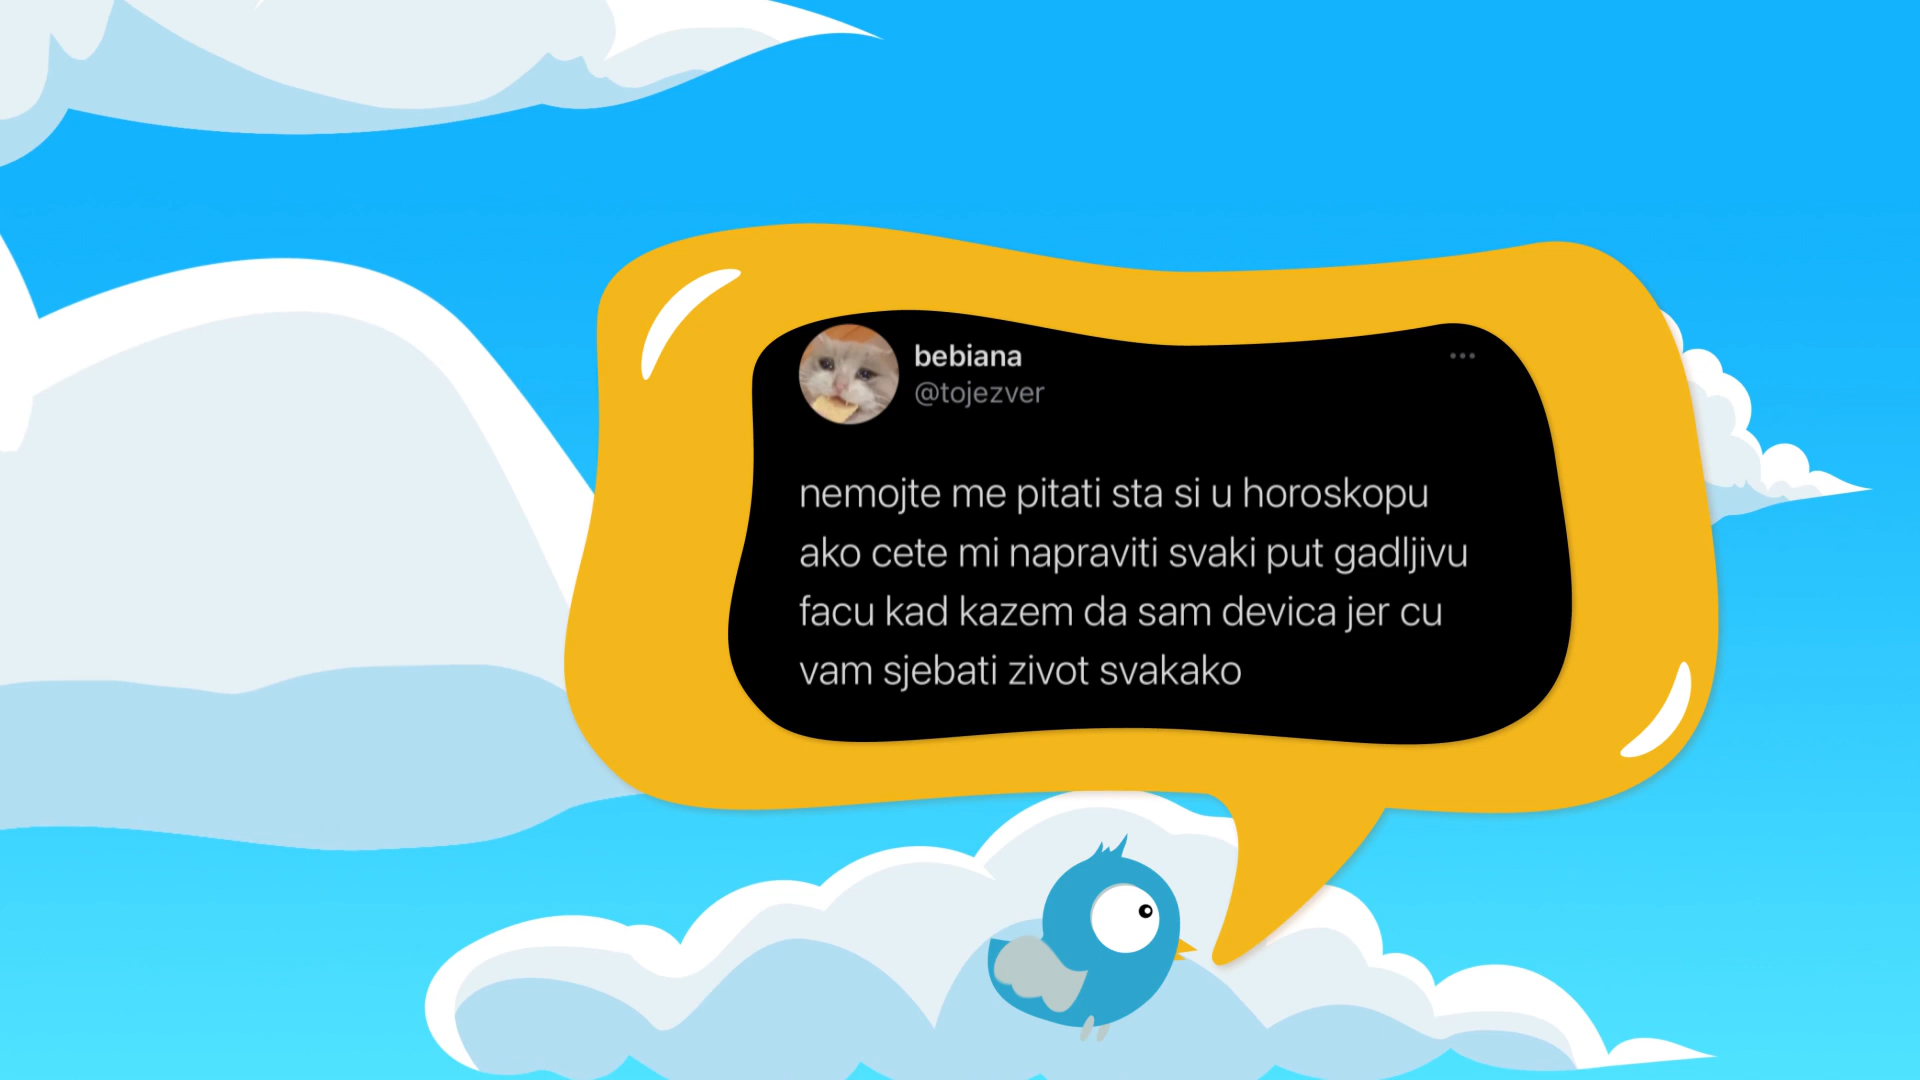 bebiana
@tojezver
nemojte me pitati sta si u horoskopu
ako cete mi napraviti svaki put gadljivu
facu kad kazem da sam devica jer cu
vam sjebati zivot svakako